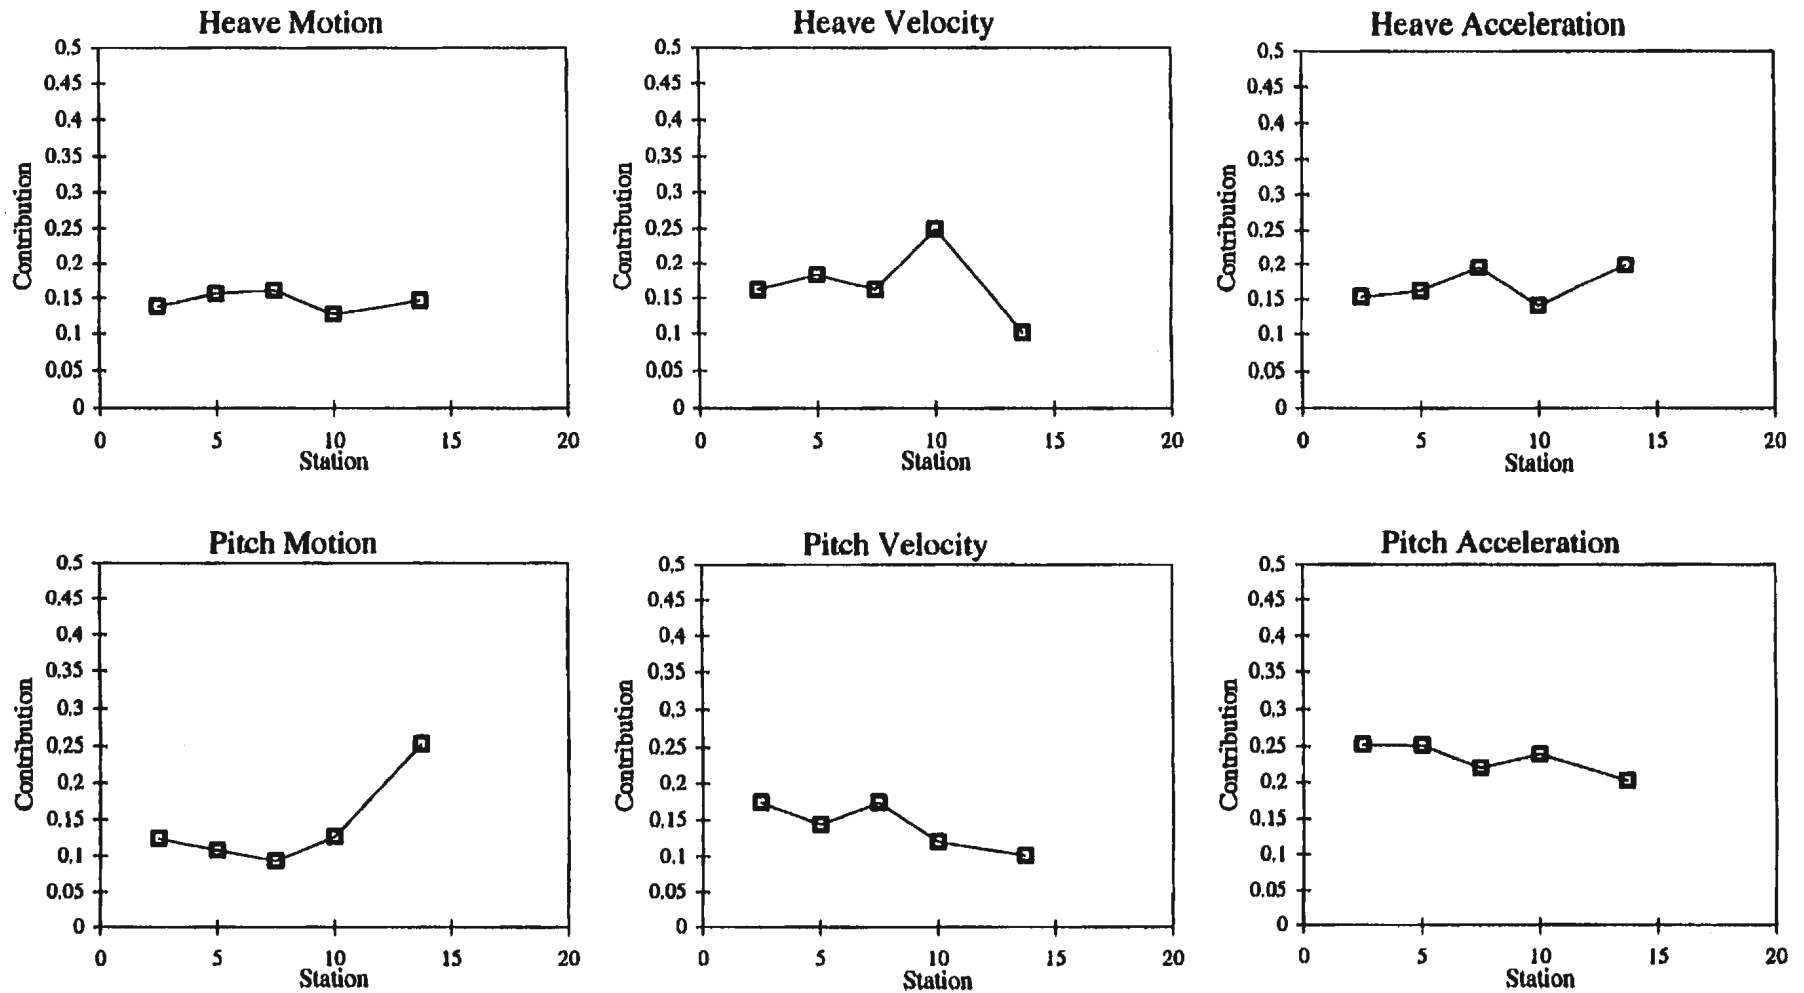 Heave Motion
0.5
0.45
0.4
0.35
0.3
0.25
0.2
0.15
0.1
0.05
0
Contribution
0 5 10 15 20
Station
Heave Velocity
0.5
0.45
0.4
0.35
0.3
0.25
0.2
0.15
0.1
0.05
0
Contribution
0 5 10 15 20
Station
Heave Acceleration
0.5
0.45
0.4
0.35
0.3
0.25
0.2
0.15
0.1
0.05
0
Contribution
0 5 10 15 20
Station
Pitch Motion
0.5
0.45
0.4
0.35
0.3
0.25
0.2
0.15
0.1
0.05
0
Contribution
0 5 10 15 20
Station
Pitch Velocity
0.5
0.45
0.4
0.35
0.3
0.25
0.2
0.15
0.1
0.05
0
Contribution
0 5 10 15 20
Station
Pitch Acceleration
0.5
0.45
0.4
0.35
0.3
0.25
0.2
0.15
0.1
0.05
0
Contribution
0 5 10 15 20
Station